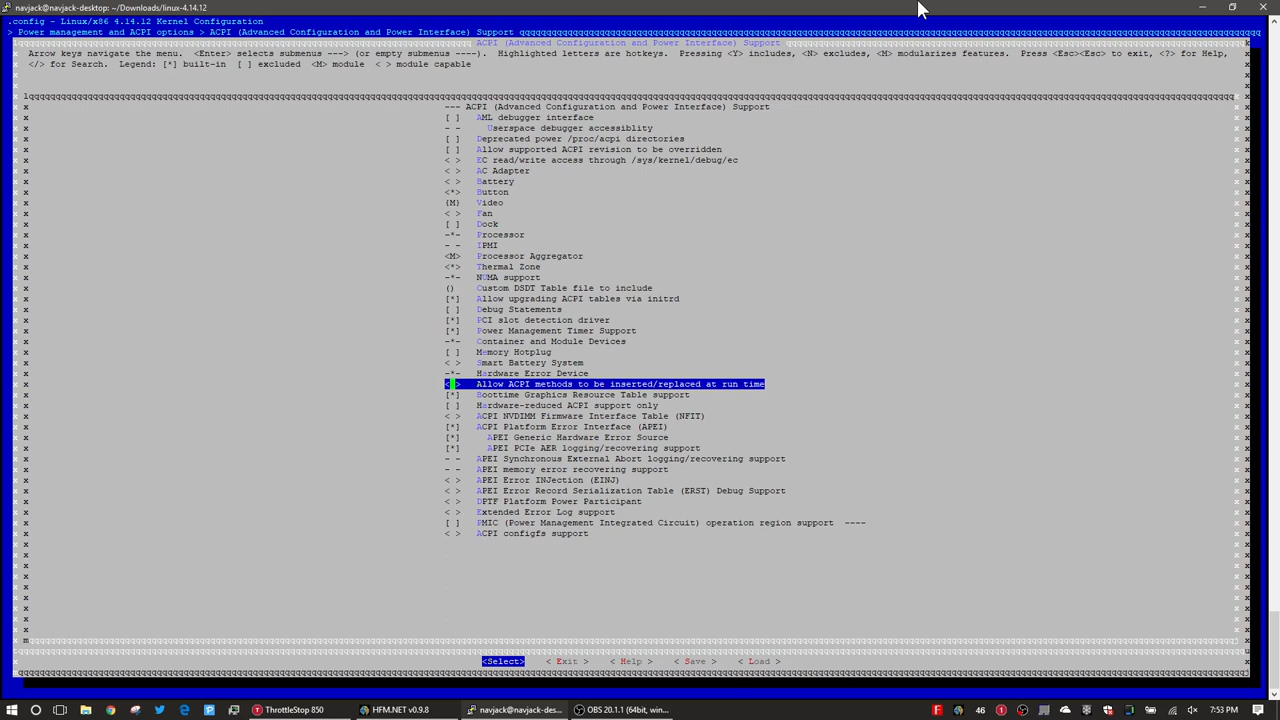 navjack@navjack-desktop: ~/Downloads/linux-4.14.12
.config - Linux/x86 4.14.12 Kernel Configuration
> Power management and ACPI options > ACPI (Advanced Configuration and Power Interface) Support
ACPI (Advanced Configuration and Power Interface) Support
Arrow keys navigate the menu. <Enter> selects submenus ---> (or empty submenus ----). Highlighted letters are hotkeys. Pressing <Y> includes, <N> excludes, <M> modularizes features. Press <Esc><Esc> to exit, <?> for Help,
</> for Search. Legend: [*] built-in [ ] excluded <M> module < > module capable
--- ACPI (Advanced Configuration and Power Interface) Support
[ ] AML debugger interface
- - Userspace debugger accessiblity
[ ] Deprecated power /proc/acpi directories
[ ] Allow supported ACPI revision to be overridden
< > EC read/write access through /sys/kernel/debug/ec
< > AC Adapter
< > Battery
<*> Button
{M} Video
< > Fan
[ ] Dock
-*- Processor
- - IPMI
<M> Processor Aggregator
<*> Thermal Zone
-*- NUMA support
() Custom DSDT Table file to include
[*] Allow upgrading ACPI tables via initrd
[ ] Debug Statements
[*] PCI slot detection driver
[*] Power Management Timer Support
-*- Container and Module Devices
[ ] Memory Hotplug
< > Smart Battery System
-*- Hardware Error Device
< > Allow ACPI methods to be inserted/replaced at run time
[*] Boottime Graphics Resource Table support
[ ] Hardware-reduced ACPI support only
< > ACPI NVDIMM Firmware Interface Table (NFIT)
[*] ACPI Platform Error Interface (APEI)
[*] APEI Generic Hardware Error Source
[*] APEI PCIe AER logging/recovering support
- - APEI Synchronous External Abort logging/recovering support
- - APEI memory error recovering support
< > APEI Error INJection (EINJ)
< > APEI Error Record Serialization Table (ERST) Debug Support
< > DPTF Platform Power Participant
< > Extended Error Log support
[ ] PMIC (Power Management Integrated Circuit) operation region support ----
< > ACPI configfs support
<Select> < Exit > < Help > < Save > < Load >
ThrottleStop 850
HFM.NET v0.9.8
navjack@navjack-des...
OBS 20.1.1 (64bit, win...
48
7:53 PM